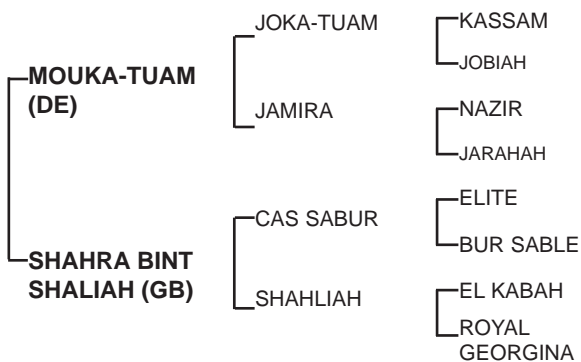 JOKA-TUAM
KASSAM
JOBIAH
MOUKA-TUAM
(DE)
JAMIRA
NAZIR
JARAHAH
CAS SABUR
ELITE
BUR SABLE
SHAHRA BINT
SHALIAH (GB)
SHAHLIAH
EL KABAH
ROYAL
GEORGINA